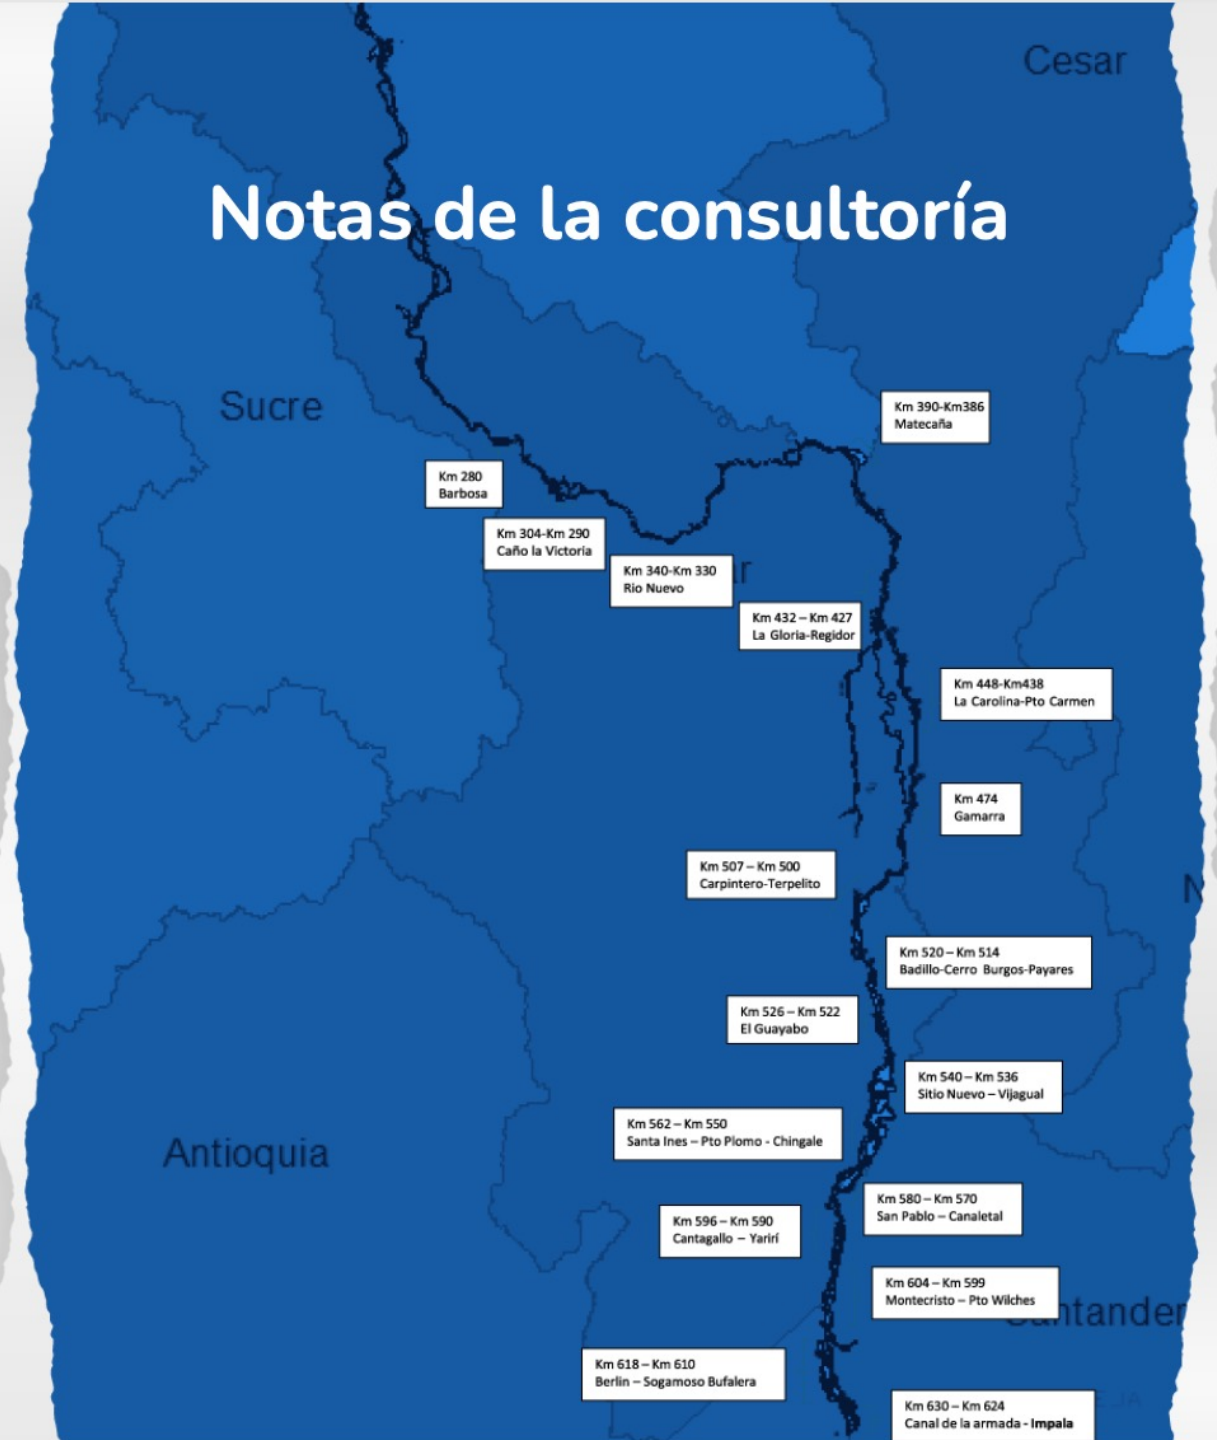 Cesar
Notas de la consultoría
Sucre
Km 390-Km386
Matecaña
Km 280
Barbosa
Km 304-Km 290
Caño la Victoria
Km 340-Km 330
Rio Nuevo
Km 432 – Km 427
La Gloria-Regidor
Km 448-Km438
La Carolina-Pto Carmen
Km 474
Gamarra
Km 507 – Km 500
Carpintero-Terpelito
Km 520 – Km 514
Badillo-Cerro Burgos-Payares
Km 526 – Km 522
El Guayabo
Km 540 – Km 536
Sitio Nuevo – Vijagual
Km 562 – Km 550
Santa Ines – Pto Plomo - Chingale
Antioquia
Km 580 – Km 570
San Pablo – Canaletal
Km 596 – Km 590
Cantagallo – Yarirí
Km 604 – Km 599
Montecristo – Pto Wilches
Santander
Km 618 – Km 610
Berlin – Sogamoso Bufalera
Km 630 – Km 624
Canal de la armada - Impala